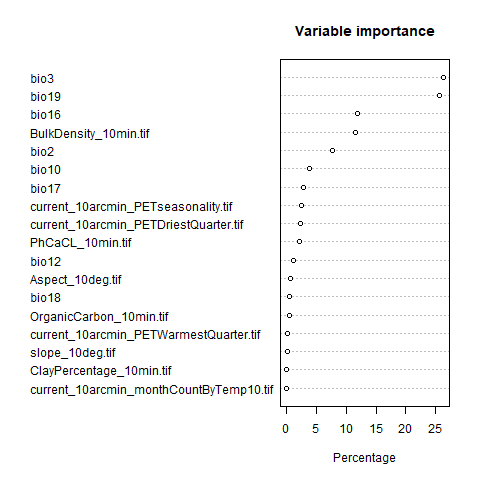 Variable importance
bio3
bio19
bio16
BulkDensity_10min.tif
bio2
bio10
bio17
current_10arcmin_PETseasonality.tif
current_10arcmin_PETDriestQuarter.tif
PhCaCL_10min.tif
bio12
Aspect_10deg.tif
bio18
OrganicCarbon_10min.tif
current_10arcmin_PETWarmestQuarter.tif
slope_10deg.tif
ClayPercentage_10min.tif
current_10arcmin_monthCountByTemp10.tif
0 5 10 15 20 25
Percentage